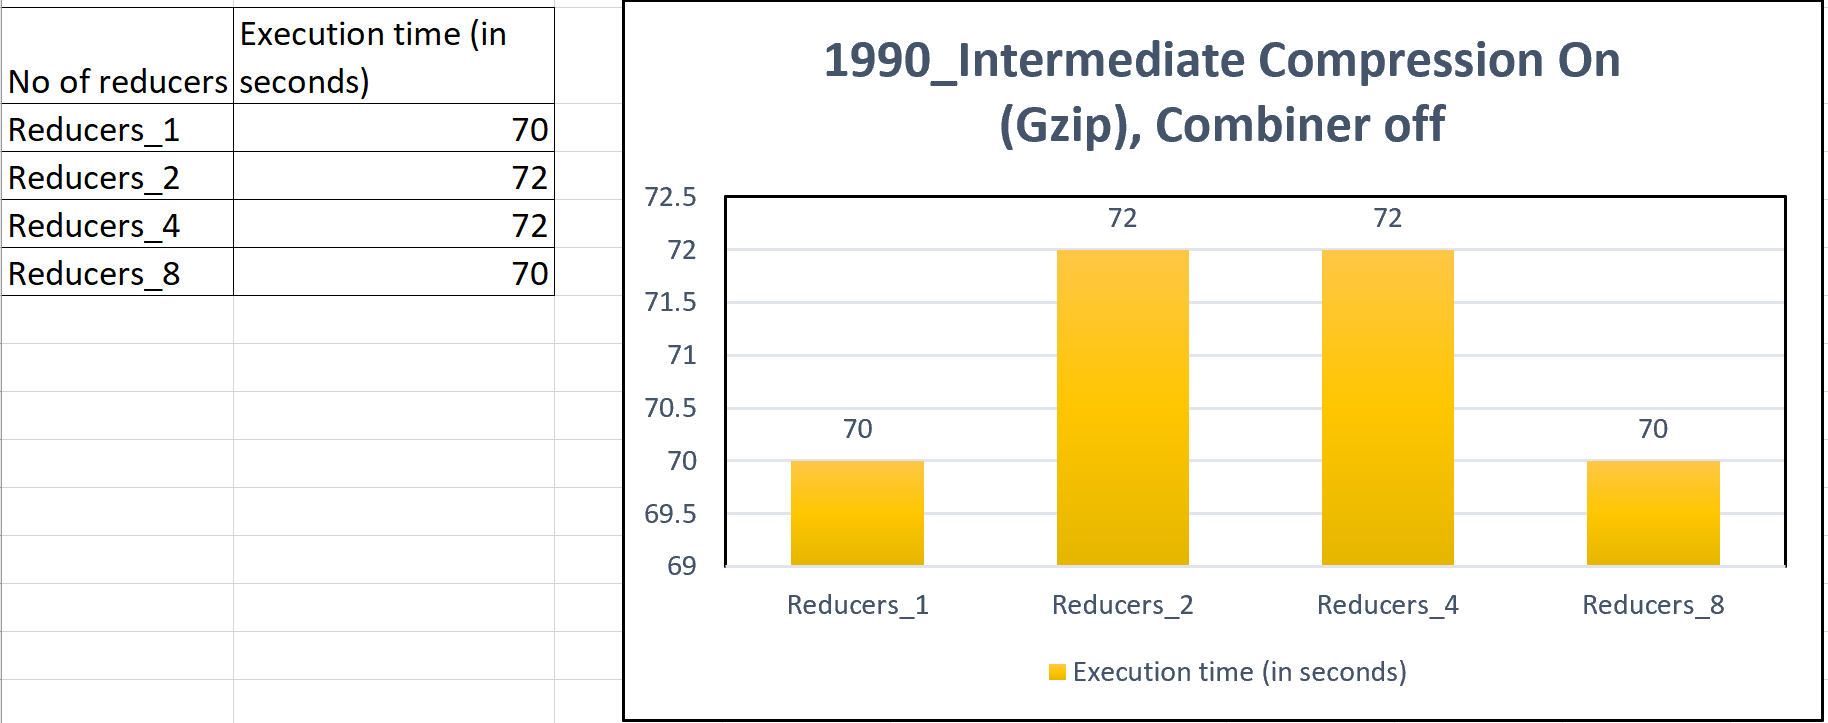 No of reducers Execution time (in seconds)
Reducers_1 70
Reducers_2 72
Reducers_4 72
Reducers_8 70
1990_Intermediate Compression On
(Gzip), Combiner off
72.5
72
71.5
71
70.5
70
69.5
69
70
72
72
70
Reducers_1 Reducers_2 Reducers_4 Reducers_8
Execution time (in seconds)